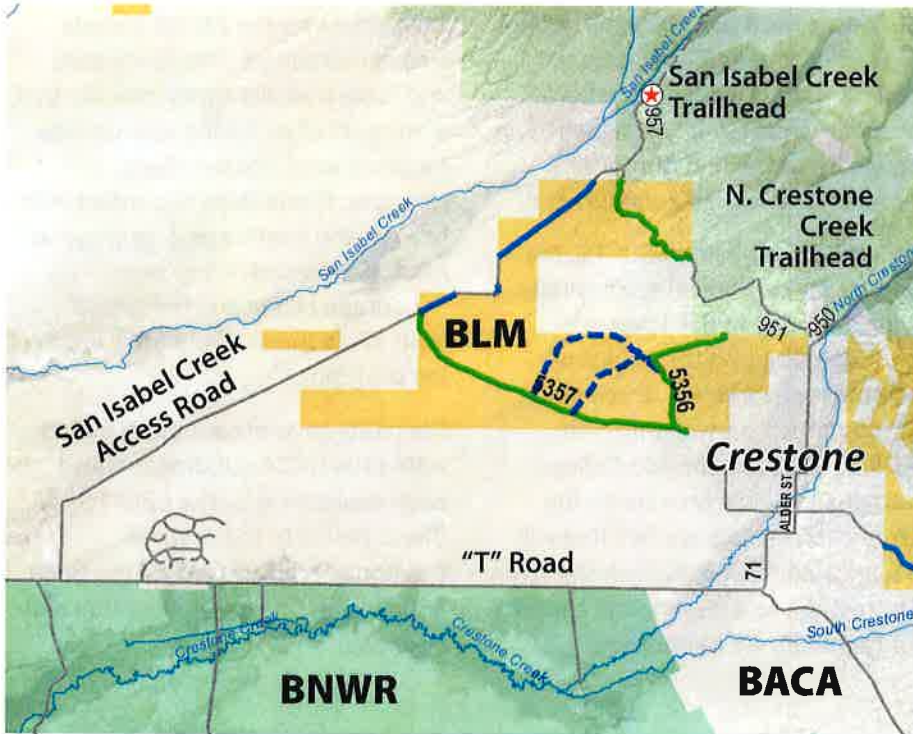 San Isabel Creek
San Isabel Creek
Trailhead
957
N. Crestone
Creek
Trailhead
San Isabel Creek
North Crestone
950
951
BLM
5357
5356
San Isabel Creek
Access Road
Crestone
ALDER ST
"T" Road
71
Crestone Creek
Crestone Creek
South Crestone
BNWR
BACA